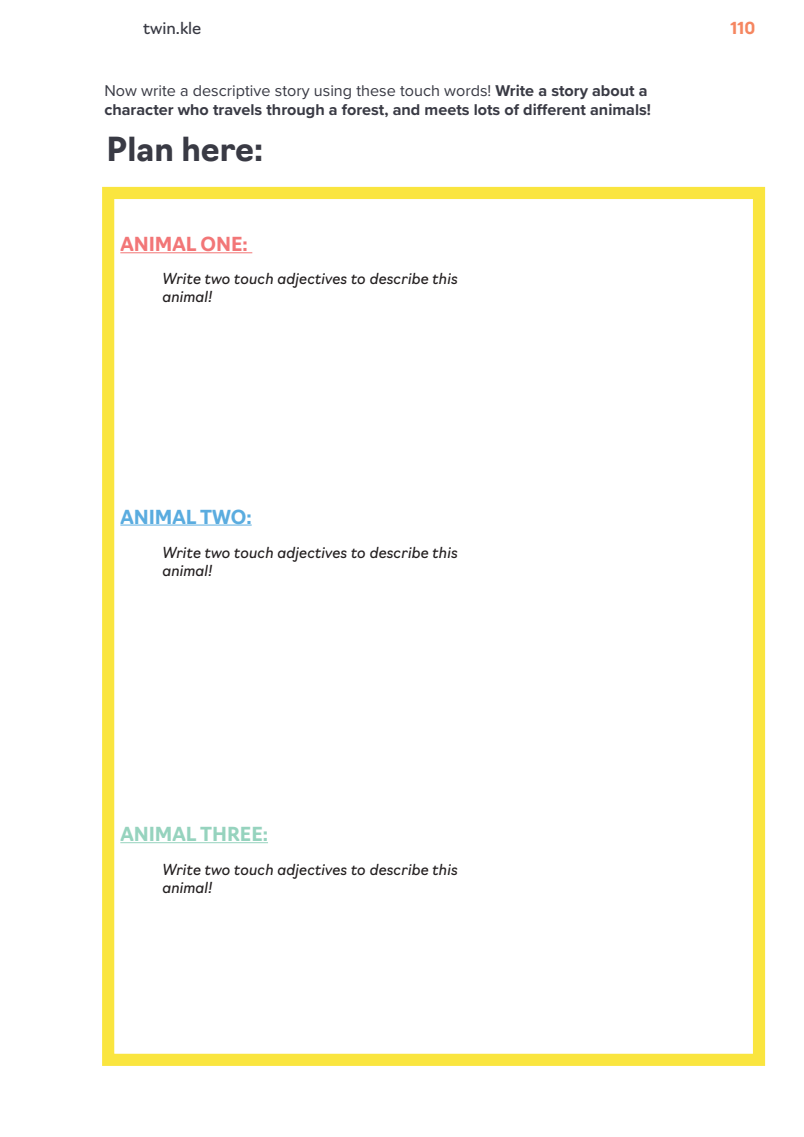 twin.kle
110
Now write a descriptive story using these touch words! Write a story about a
character who travels through a forest, and meets lots of different animals!
Plan here:
ANIMAL ONE:
Write two touch adjectives to describe this
animal!
ANIMAL TWO:
Write two touch adjectives to describe this
animal!
ANIMAL THREE:
Write two touch adjectives to describe this
animal!